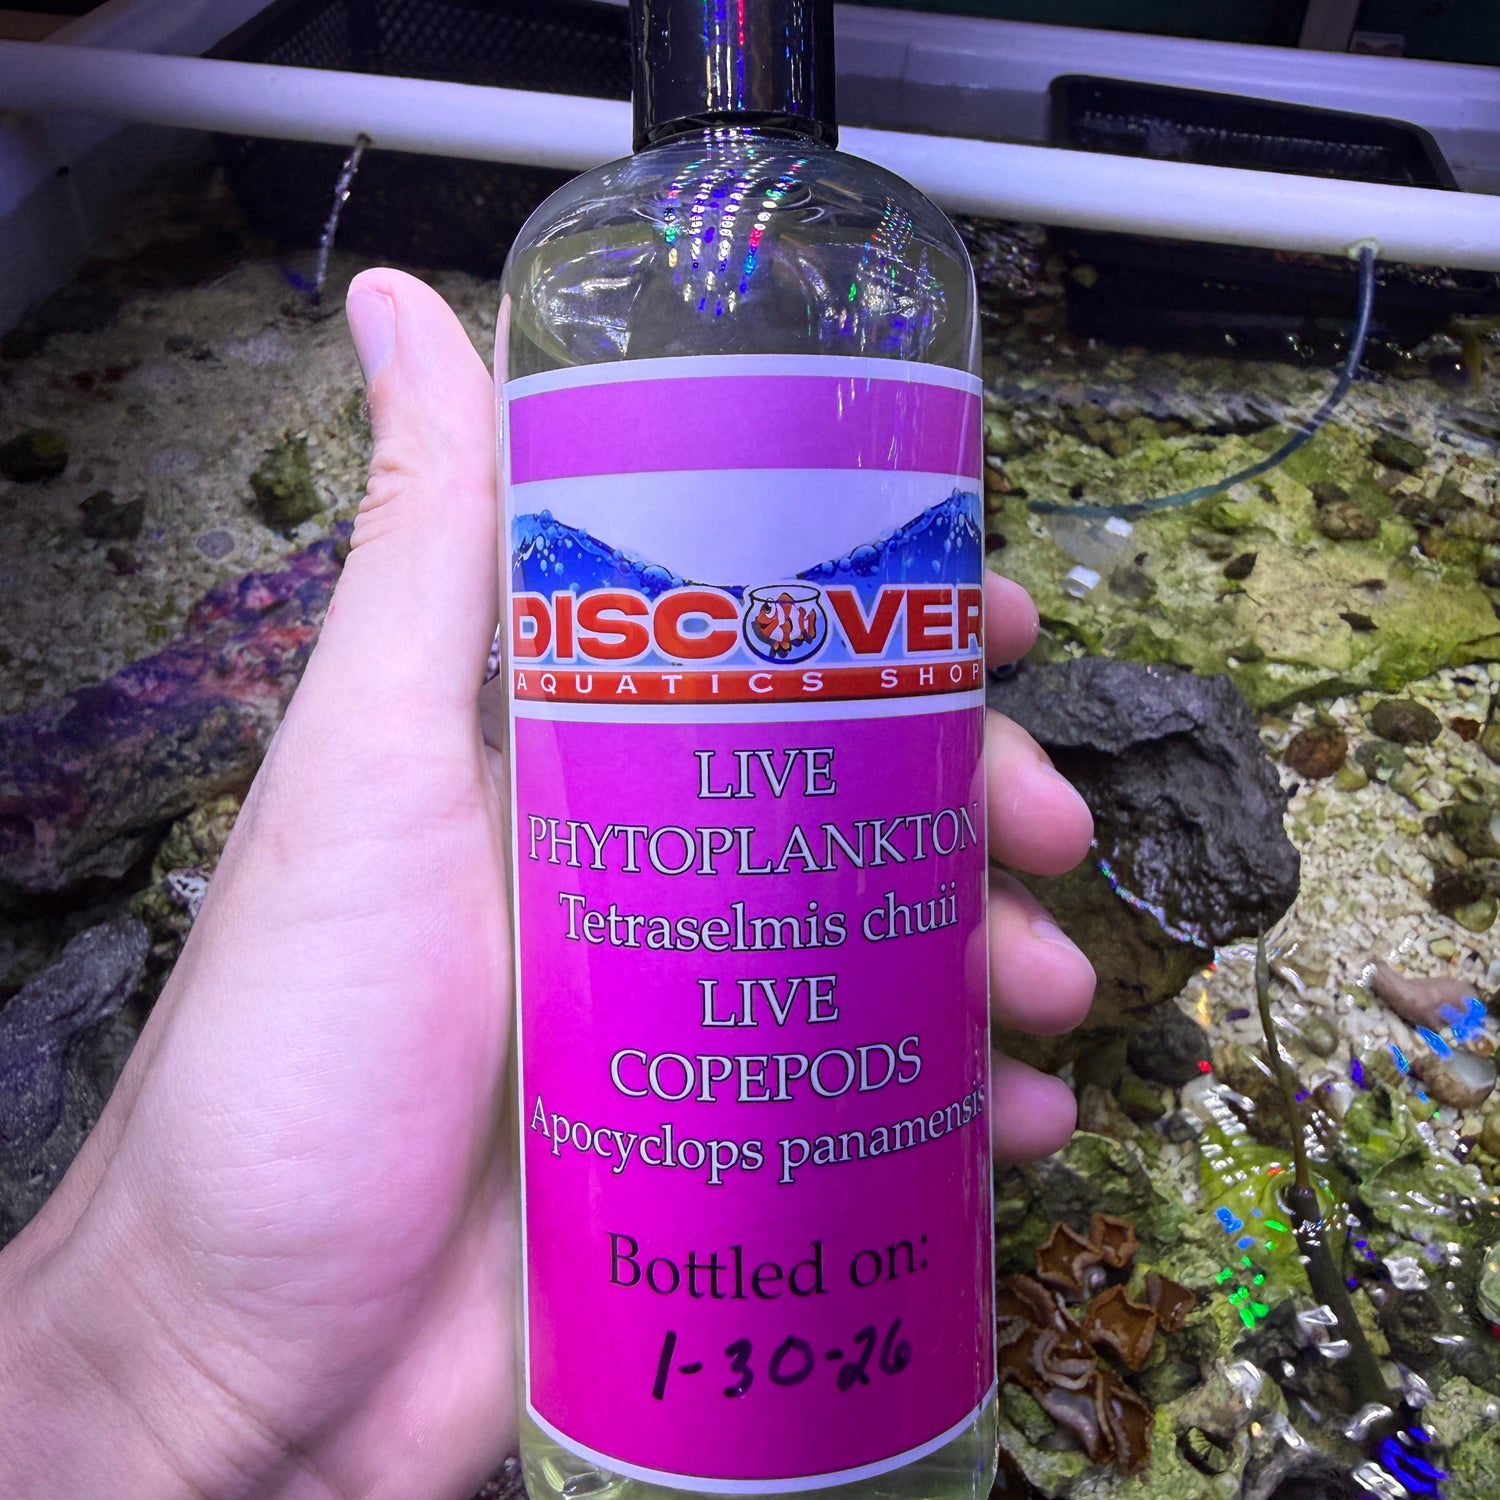 DISCOVER
AQUATICS SHOP
LIVE
PHYTOPLANKTON
Tetraselmis chuii
LIVE
COPEPODS
Apocyclops panamensis
Bottled on:
1-30-26